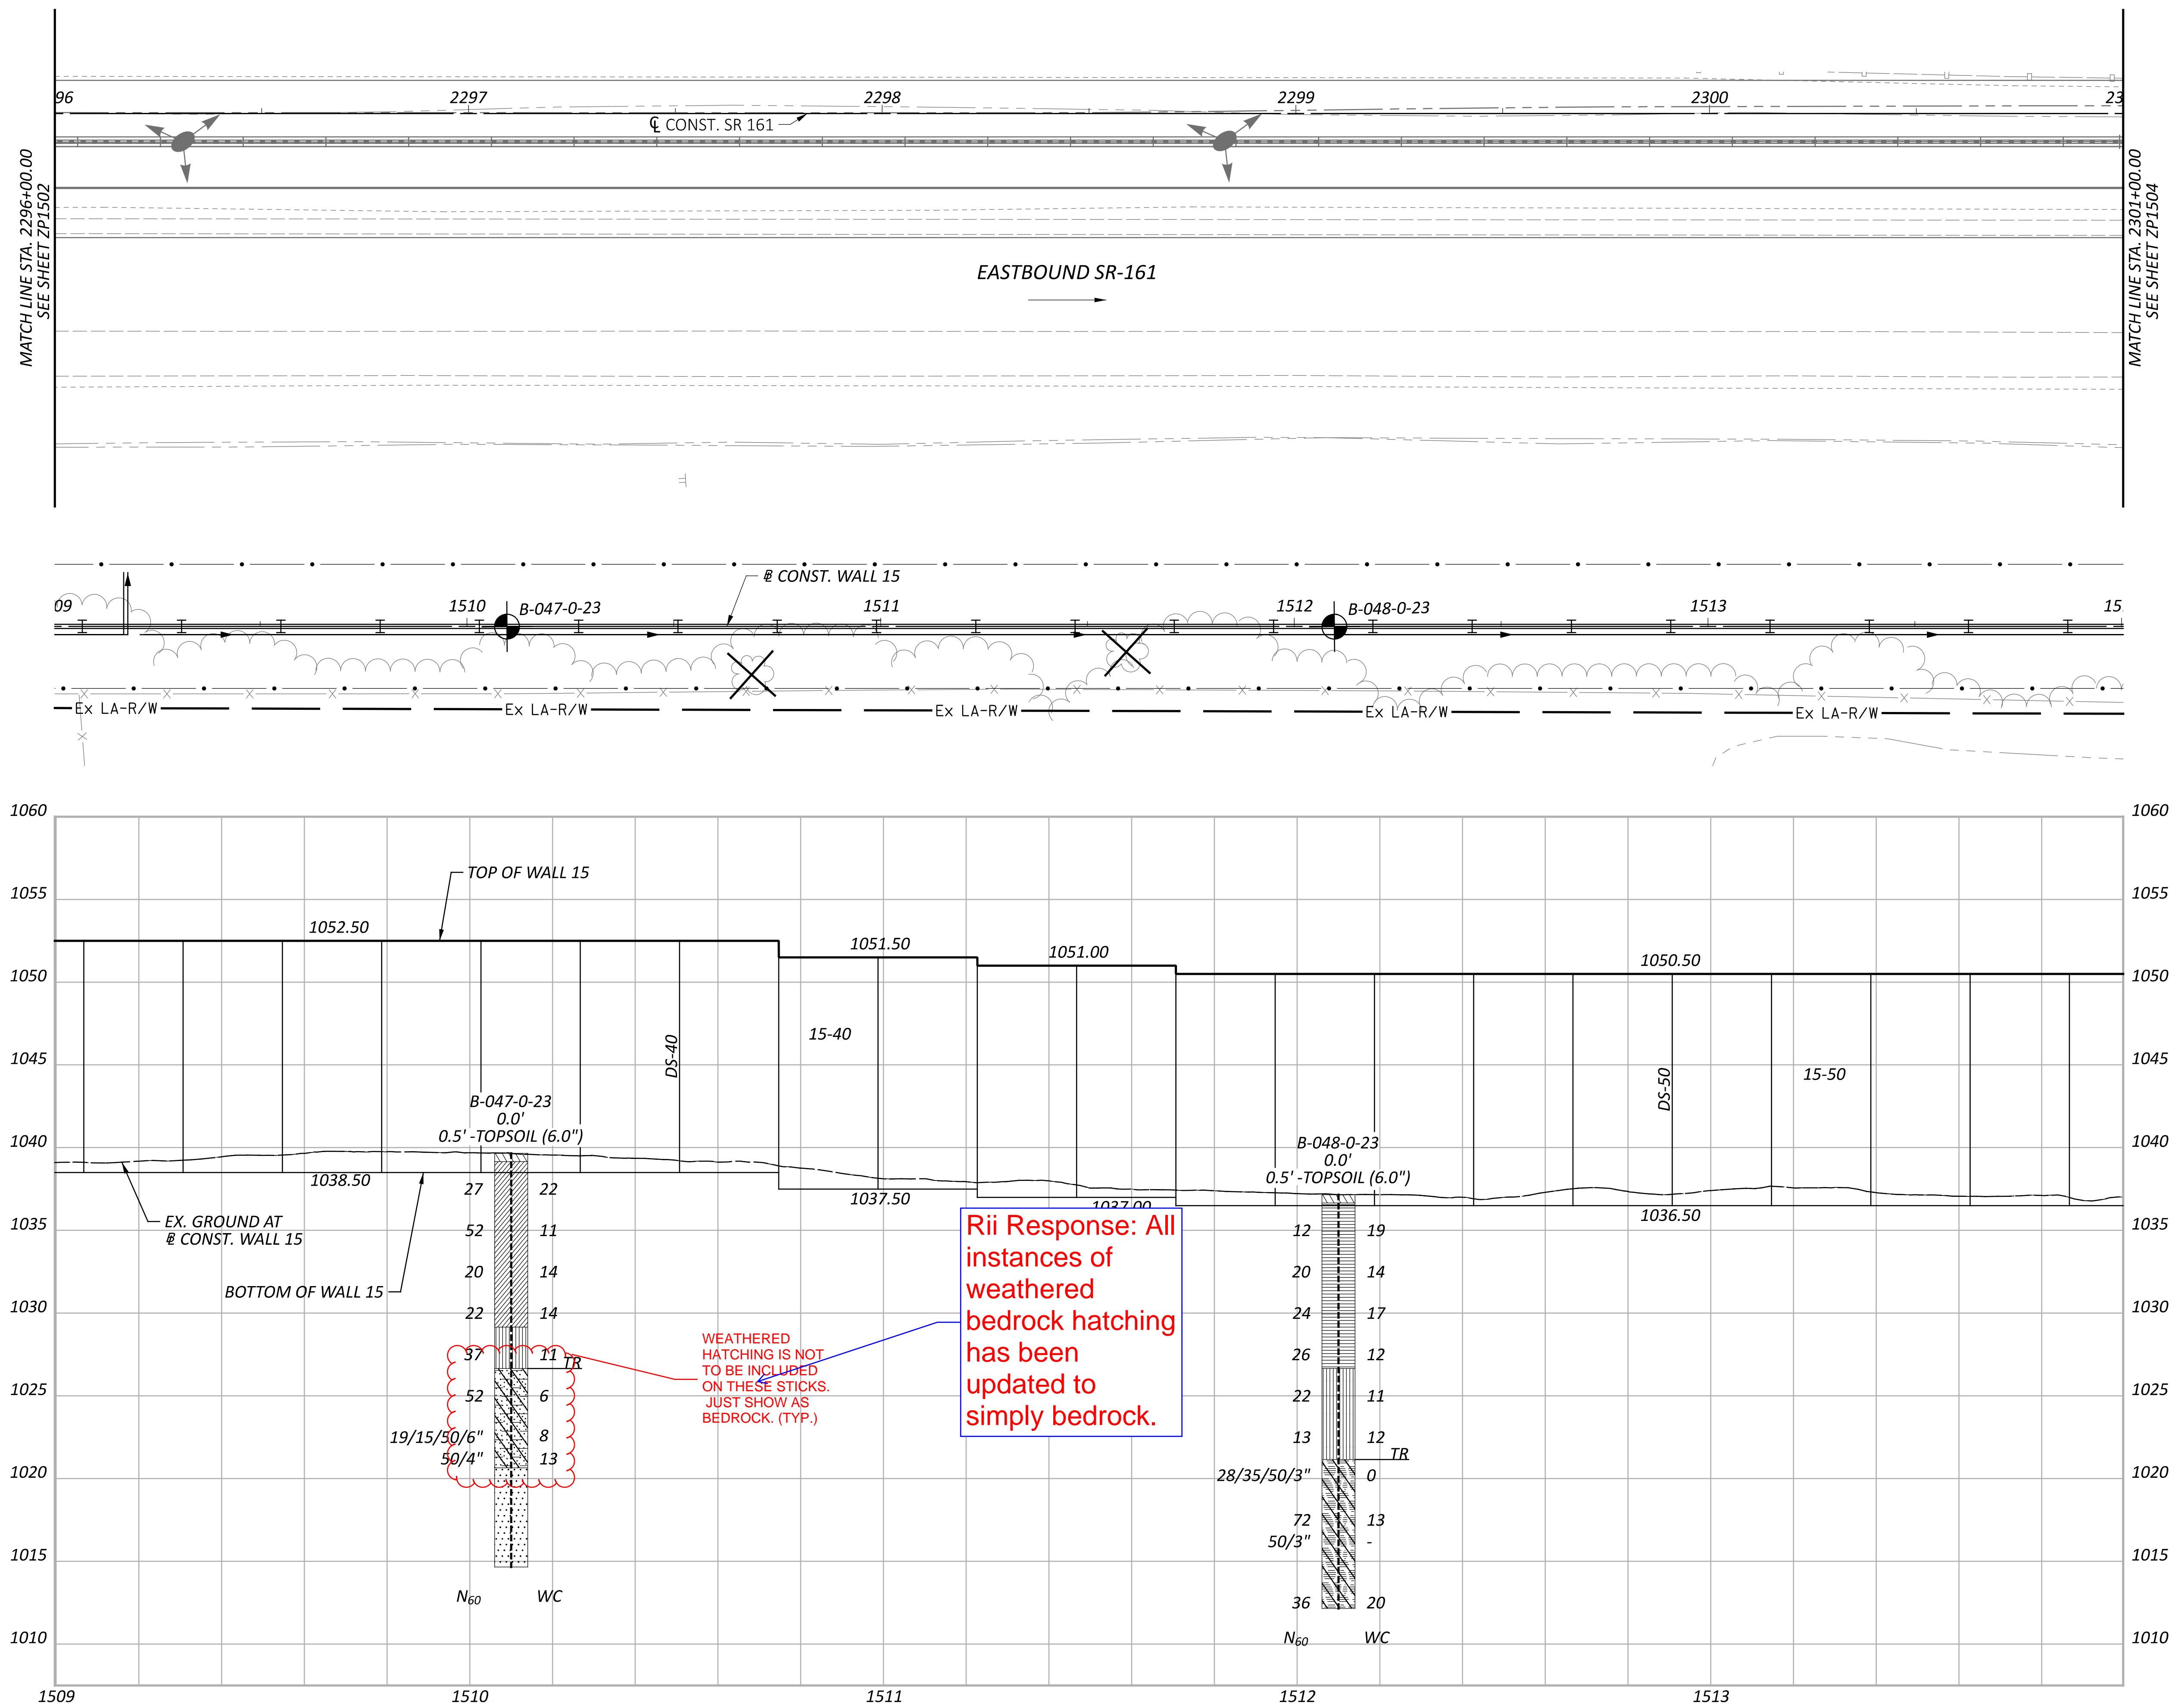 96
2297
2298
2299
2300
23
℄ CONST. SR 161
MATCH LINE STA. 2296+00.00
SEE SHEET ZP1502
MATCH LINE STA. 2301+00.00
SEE SHEET ZP1504
EASTBOUND SR-161
℄ CONST. WALL 15
09
1510
B-047-0-23
1511
1512
B-048-0-23
1513
15
Ex LA-R/W
Ex LA-R/W
Ex LA-R/W
Ex LA-R/W
Ex LA-R/W
1060
1060
TOP OF WALL 15
1055
1055
1052.50
1051.50
1051.00
1050.50
1050
1050
15-40
DS-40
1045
1045
15-50
DS-50
B-047-0-23
0.0'
0.5' -TOPSOIL (6.0")
1040
1040
B-048-0-23
0.0'
0.5' -TOPSOIL (6.0")
1038.50
1037.50
1037.00
1036.50
27 22
EX. GROUND AT
℄ CONST. WALL 15
52 11
1035
1035
12 19
20 14
20 14
BOTTOM OF WALL 15
22 14
1030
1030
24 17
37 11
TR
26 12
52 6
1025
1025
22 11
19/15/50/6" 8
50/4" 13
13 12
TR
1020
1020
28/35/50/3" 0
72 13
50/3" -
1015
1015
N60 WC
36 20
1010
1010
N60 WC
WEATHERED
HATCHING IS NOT
TO BE INCLUDED
ON THESE STICKS.
JUST SHOW AS
BEDROCK. (TYP.)
Rii Response: All
instances of
weathered
bedrock hatching
has been
updated to
simply bedrock.
1509
1510
1511
1512
1513